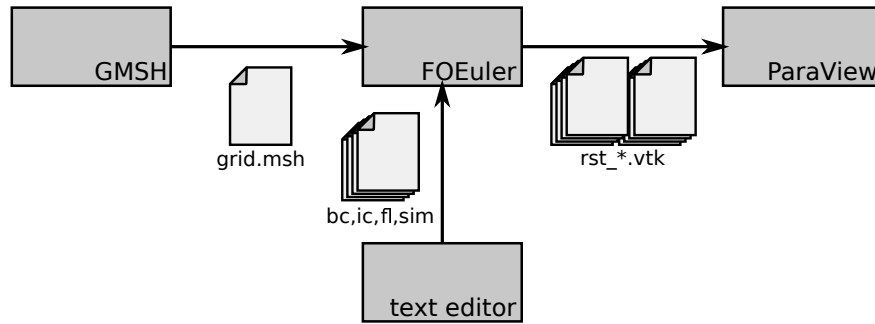 GMSH
FOEuler
ParaView
grid.msh
rst_*.vtk
bc,ic,fl,sim
text editor